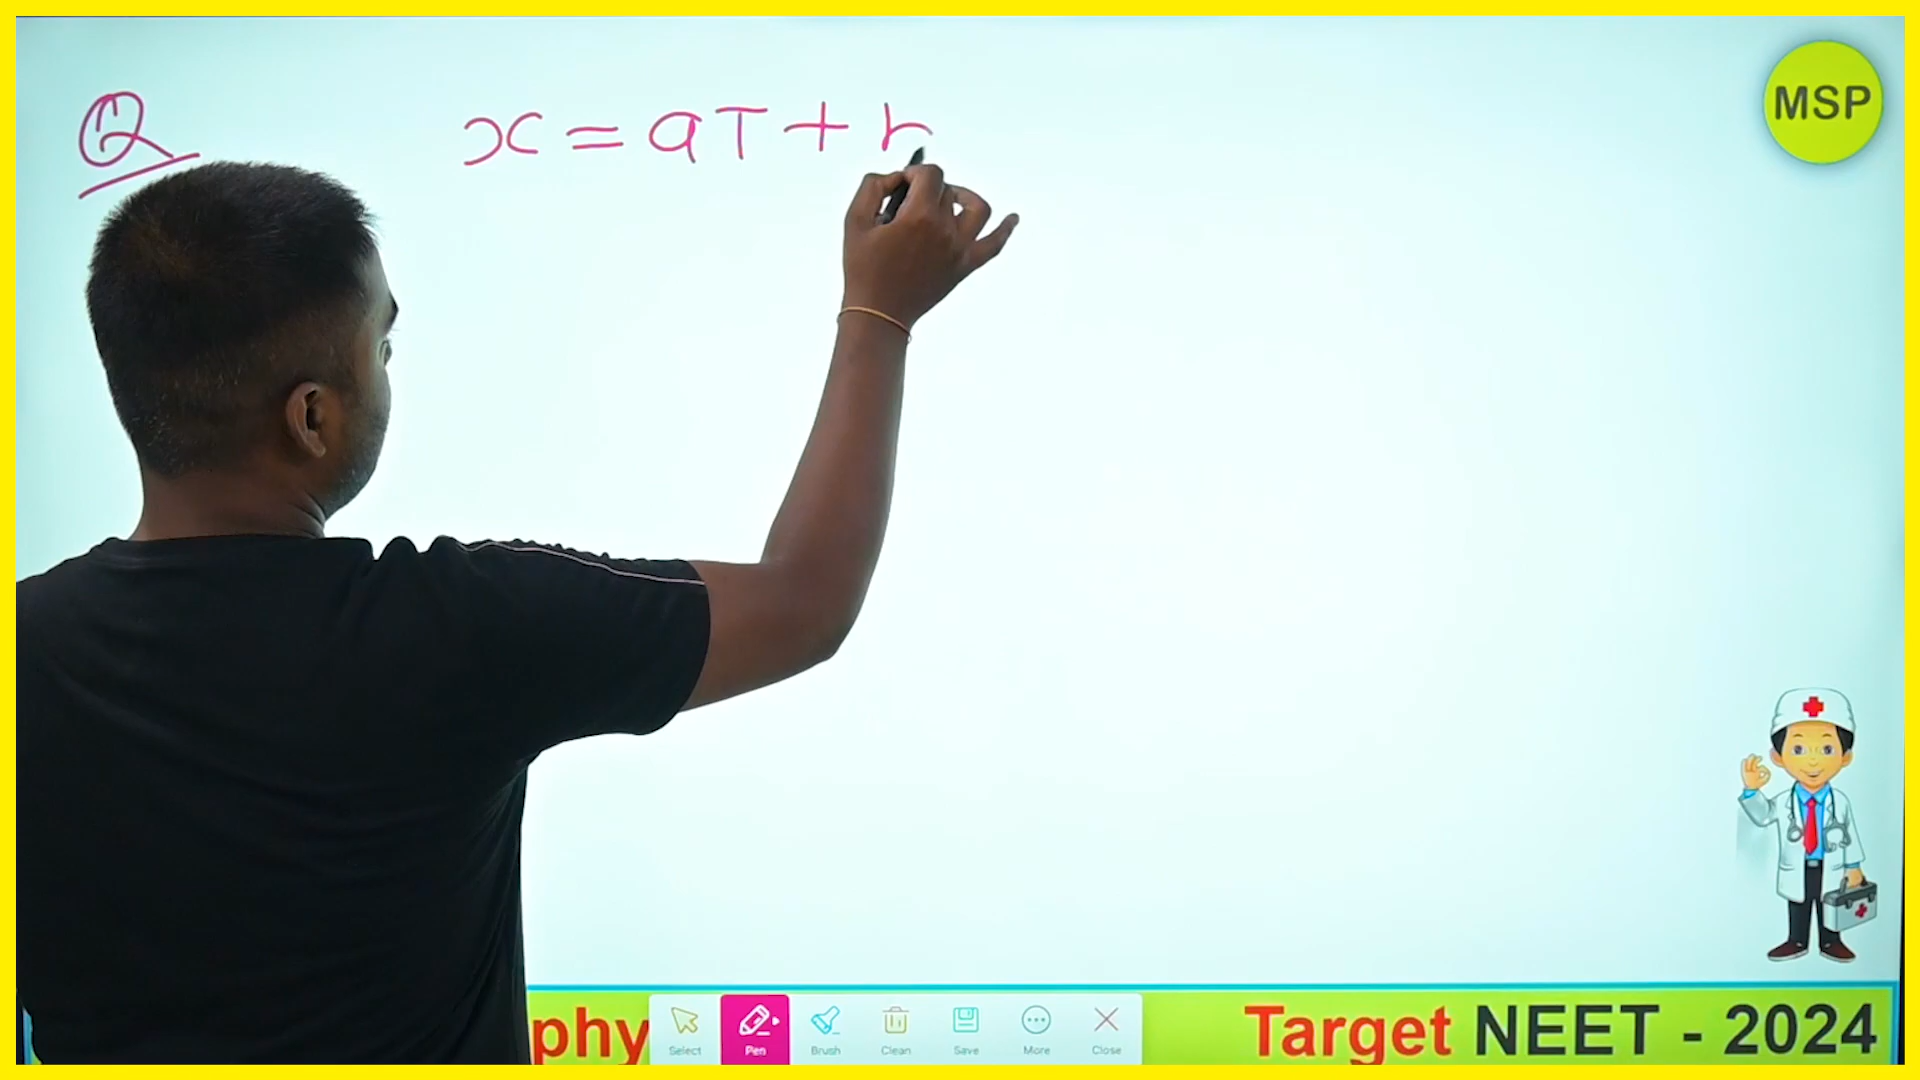 MSP
Q x = aT +
phy
Select Pen Brush Clean Save More Close
Target NEET - 2024